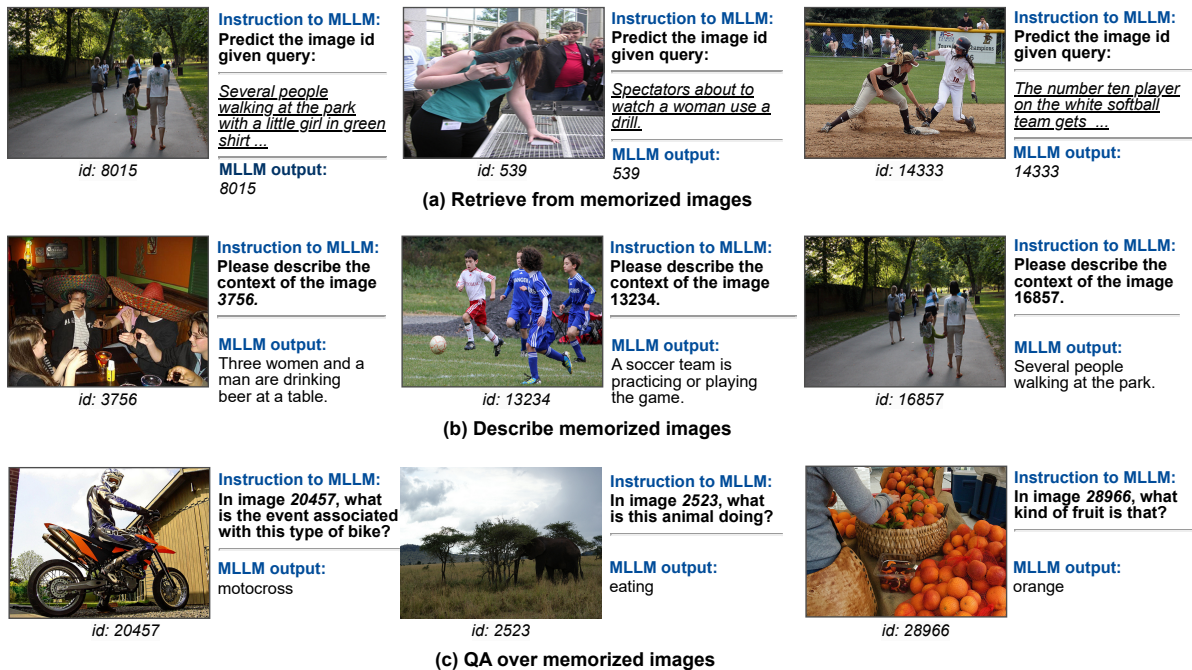 Instruction to MLLM:
Predict the image id
given query:
Several people
walking at the park
with a little girl in green
shirt ...
MLLM output:
8015
id: 8015
Instruction to MLLM:
Predict the image id
given query:
Spectators about to
watch a woman use a
drill.
MLLM output:
539
id: 539
Instruction to MLLM:
Predict the image id
given query:
The number ten player
on the white softball
team gets ...
MLLM output:
14333
id: 14333
(a) Retrieve from memorized images
Instruction to MLLM:
Please describe the
context of the image
3756.
MLLM output:
Three women and a
man are drinking
beer at a table.
id: 3756
Instruction to MLLM:
Please describe the
context of the image
13234.
MLLM output:
A soccer team is
practicing or playing
the game.
id: 13234
Instruction to MLLM:
Please describe the
context of the image
16857.
MLLM output:
Several people
walking at the park.
id: 16857
(b) Describe memorized images
Instruction to MLLM:
In image 20457, what
is the event associated
with this type of bike?
MLLM output:
motocross
id: 20457
Instruction to MLLM:
In image 2523, what
is this animal doing?
MLLM output:
eating
id: 2523
Instruction to MLLM:
In image 28966, what
kind of fruit is that?
MLLM output:
orange
id: 28966
(c) QA over memorized images